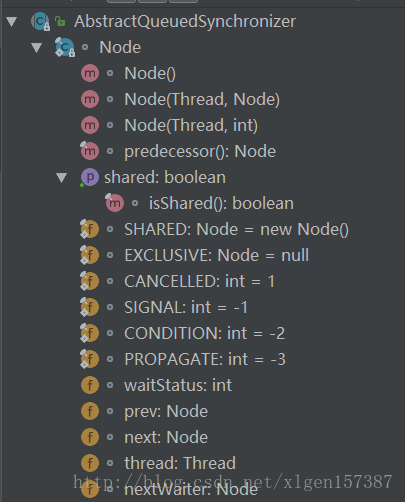 AbstractQueuedSynchronizer
Node
Node()
Node(Thread, Node)
Node(Thread, int)
predecessor(): Node
shared: boolean
isShared(): boolean
SHARED: Node = new Node()
EXCLUSIVE: Node = null
CANCELLED: int = 1
SIGNAL: int = -1
CONDITION: int = -2
PROPAGATE: int = -3
waitStatus: int
prev: Node
next: Node
thread: Thread
http://blog.csdn.net/xlgen157387
nextWaiter: Node